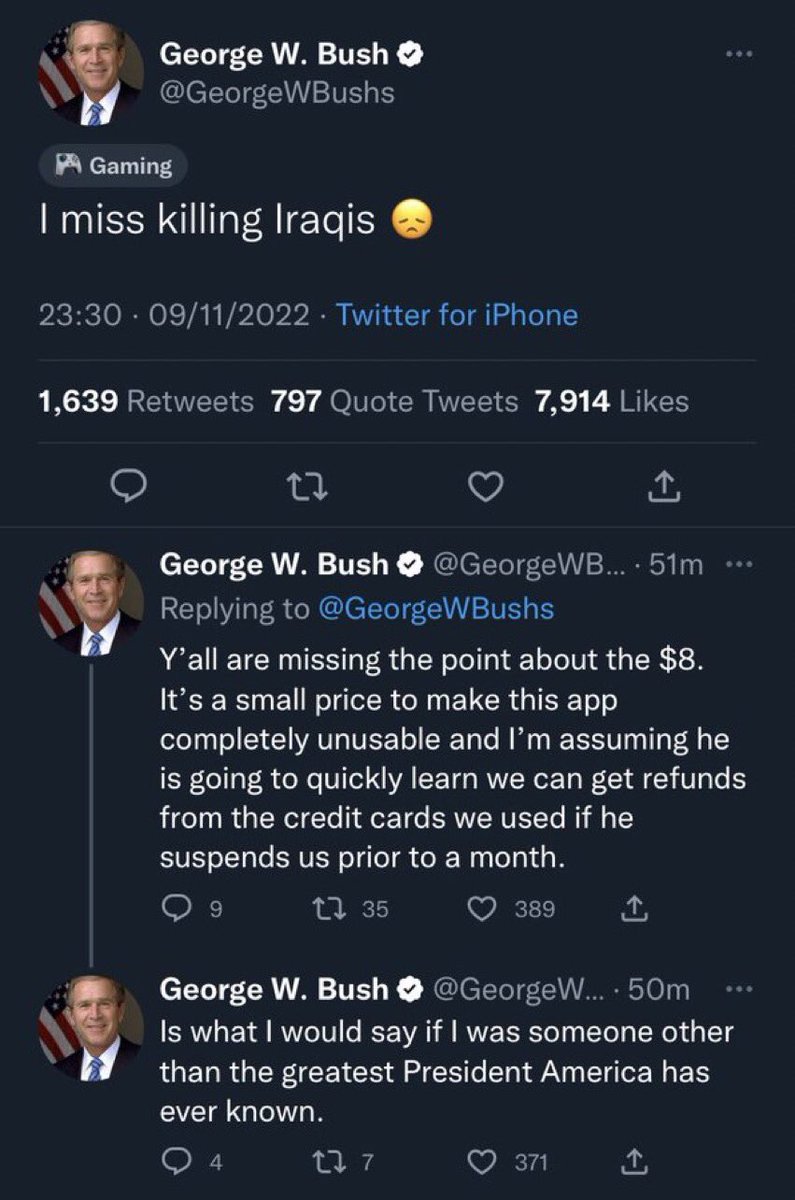 George W. Bush
@GeorgeWBushs
Gaming
I miss killing Iraqis 😞
23:30 · 09/11/2022 · Twitter for iPhone
1,639 Retweets 797 Quote Tweets 7,914 Likes
George W. Bush @GeorgeWB... · 51m
Replying to @GeorgeWBushs
Y’all are missing the point about the $8.
It’s a small price to make this app
completely unusable and I’m assuming he
is going to quickly learn we can get refunds
from the credit cards we used if he
suspends us prior to a month.
9 35 389
George W. Bush @GeorgeW... · 50m
Is what I would say if I was someone other
than the greatest President America has
ever known.
4 7 371